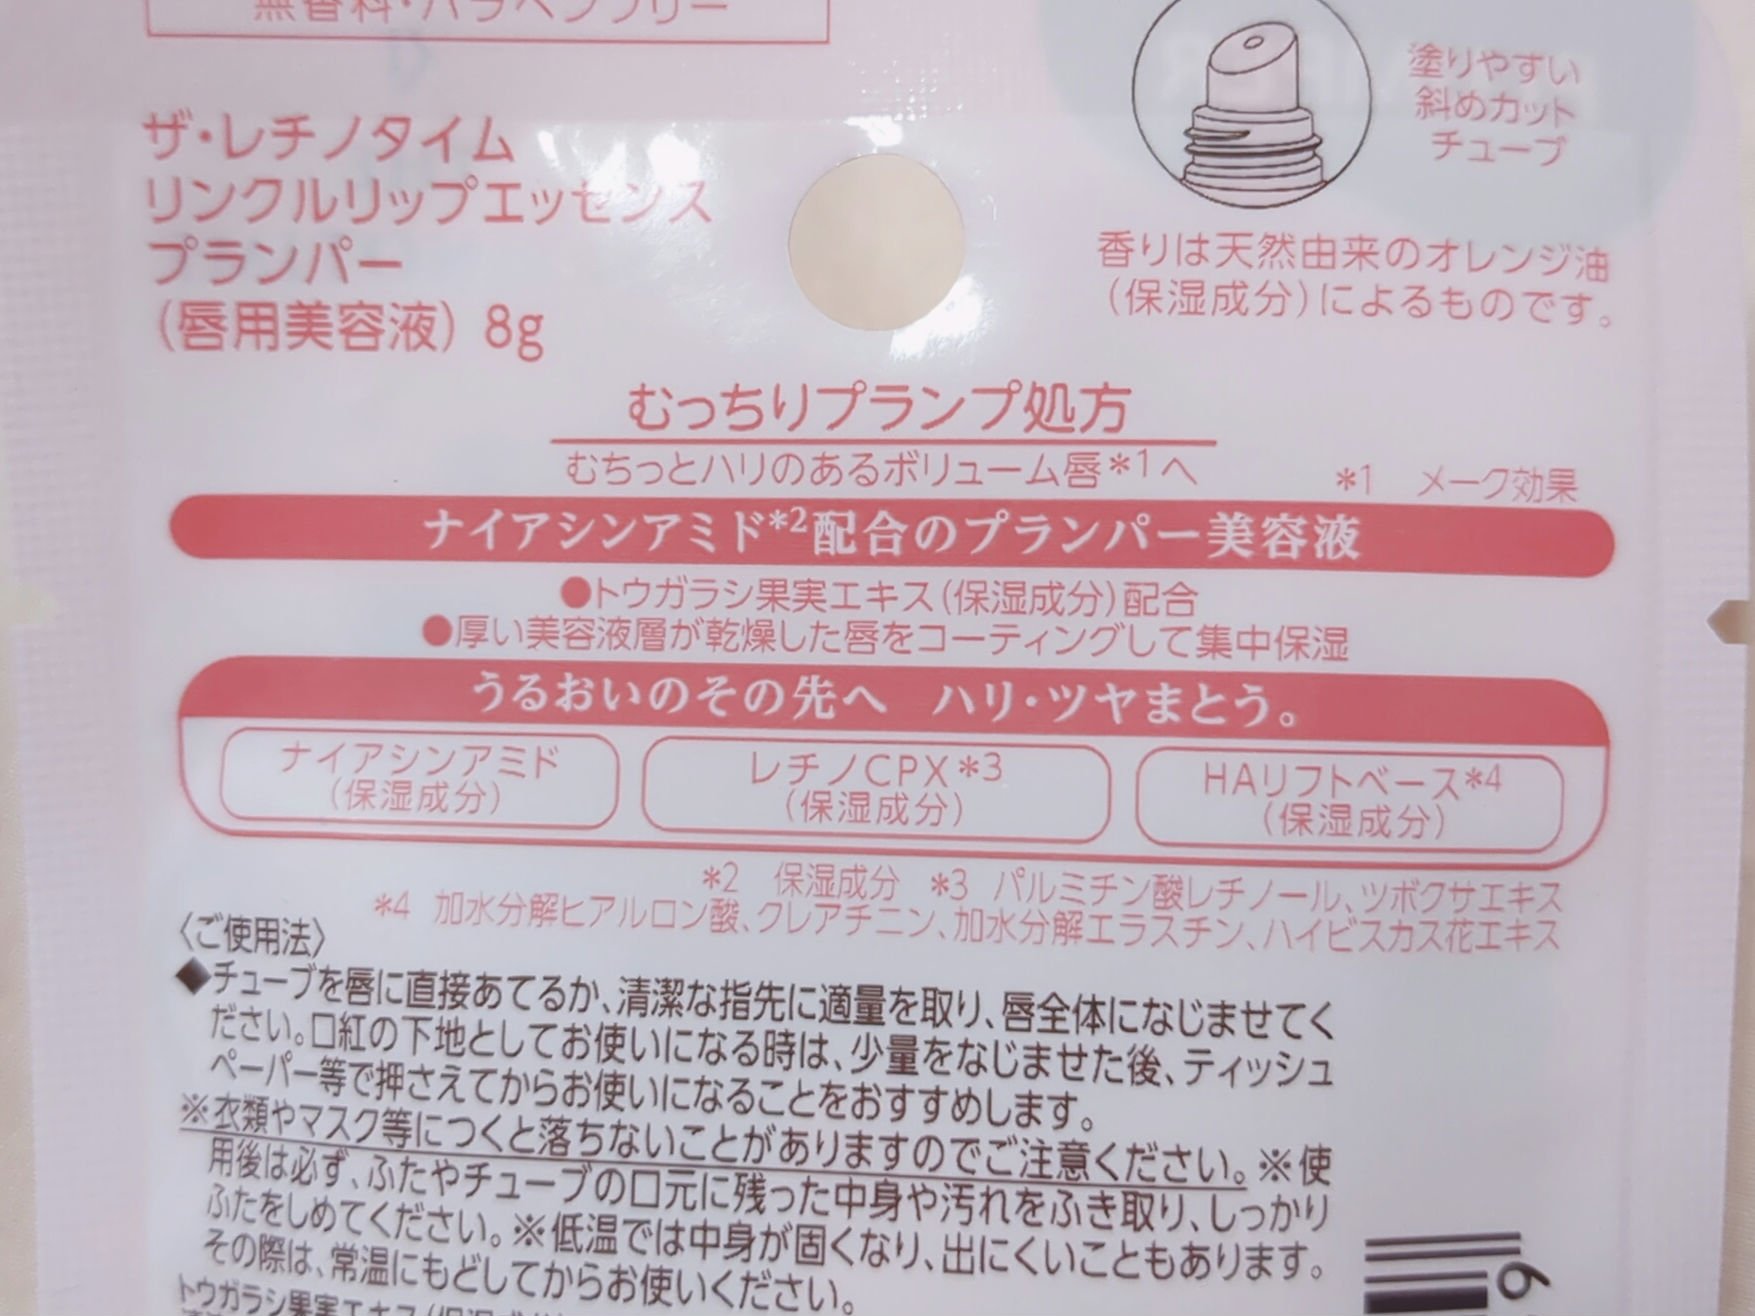 無香料・パラベンフリー
塗りやすい
斜めカット
チューブ
ザ・レチノタイム
リンクルリップエッセンス
プランパー
（唇用美容液）8g
香りは天然由来のオレンジ油
（保湿成分）によるものです。
むっちりプランプ処方
むちっとハリのあるボリューム唇*1へ
*1 メーク効果
ナイアシンアミド*2配合のプランパー美容液
●トウガラシ果実エキス（保湿成分）配合
●厚い美容液層が乾燥した唇をコーティングして集中保湿
うるおいのその先へ ハリ・ツヤまとう。
ナイアシンアミド
（保湿成分）
レチノCPX*3
（保湿成分）
HAリフトベース*4
（保湿成分）
*2 保湿成分 *3 パルミチン酸レチノール、ツボクサエキス
*4 加水分解ヒアルロン酸、クレアチニン、加水分解エラスチン、ハイビスカス花エキス
〈ご使用法〉
◆チューブを唇に直接あてるか、清潔な指先に適量を取り、唇全体になじませてく
ださい。口紅の下地としてお使いになる時は、少量をなじませた後、ティッシュ
ペーパー等で押さえてからお使いになることをおすすめします。
※衣類やマスク等につくと落ちないことがありますのでご注意ください。※使
用後は必ず、ふたやチューブの口元に残った中身や汚れをふき取り、しっかり
ふたをしめてください。※低温では中身が固くなり、出にくいこともあります。
その際は、常温にもどしてからお使いください。
トウガラシ果実エキス